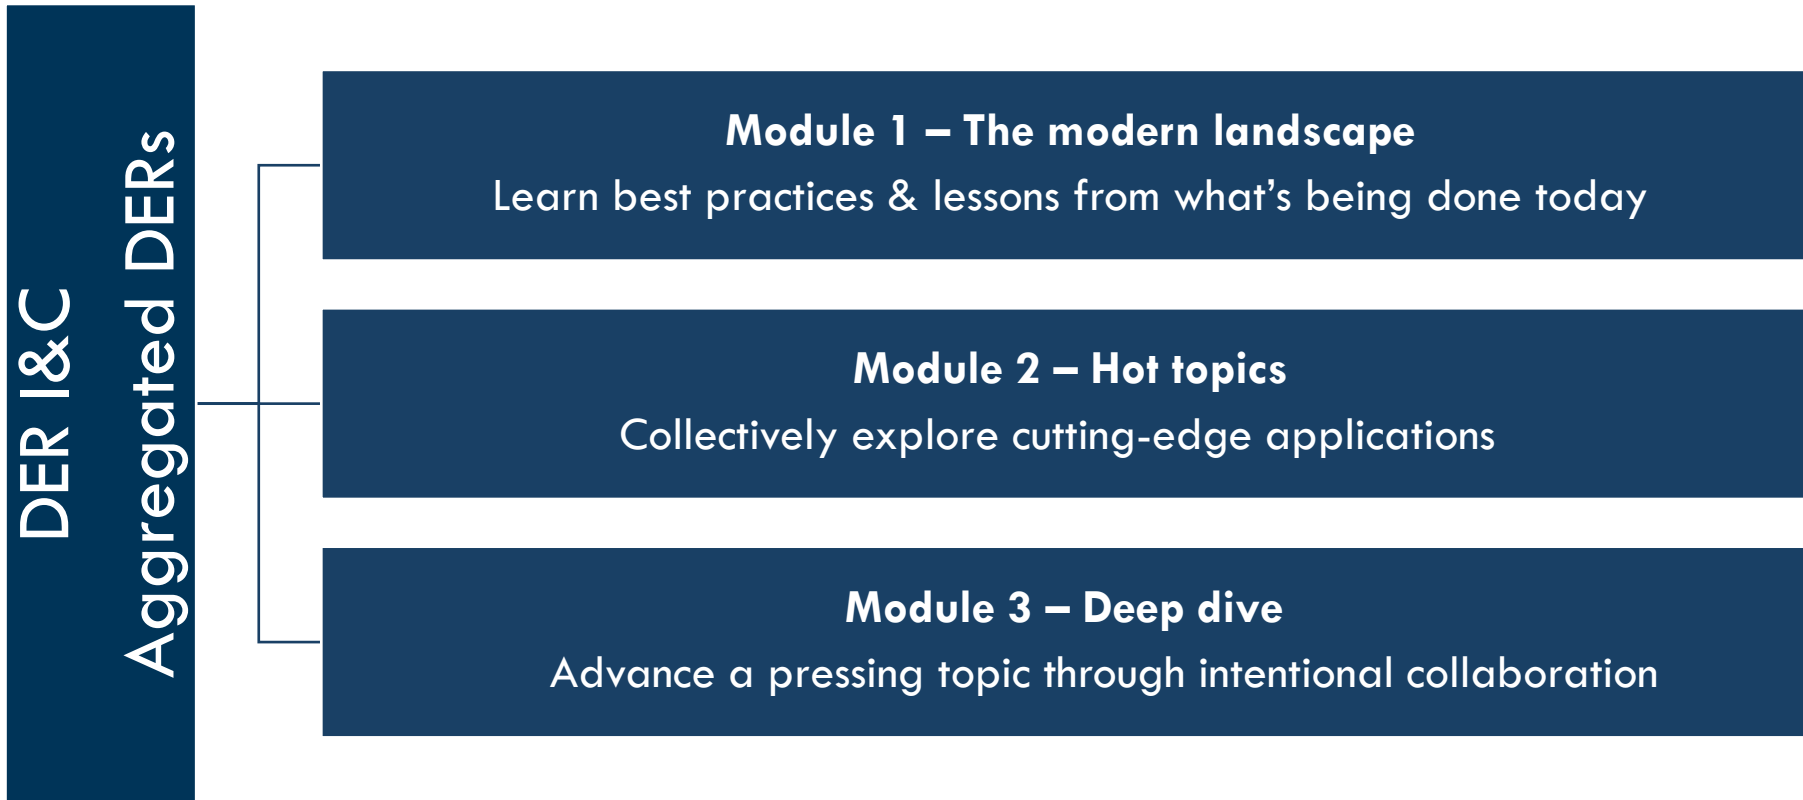 DER I&C
Aggregated DERs
Module 1 – The modern landscape
Learn best practices & lessons from what’s being done today
Module 2 – Hot topics
Collectively explore cutting-edge applications
Module 3 – Deep dive
Advance a pressing topic through intentional collaboration